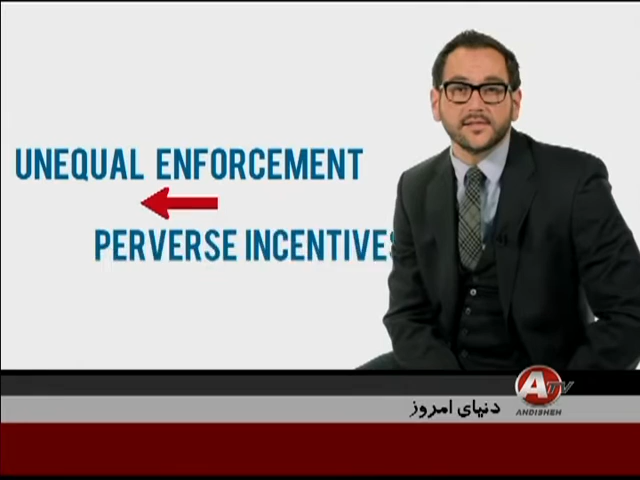 UNEQUAL ENFORCEMENT
PERVERSE INCENTIVES
دنیای امروز
ATV
ANDISHEH